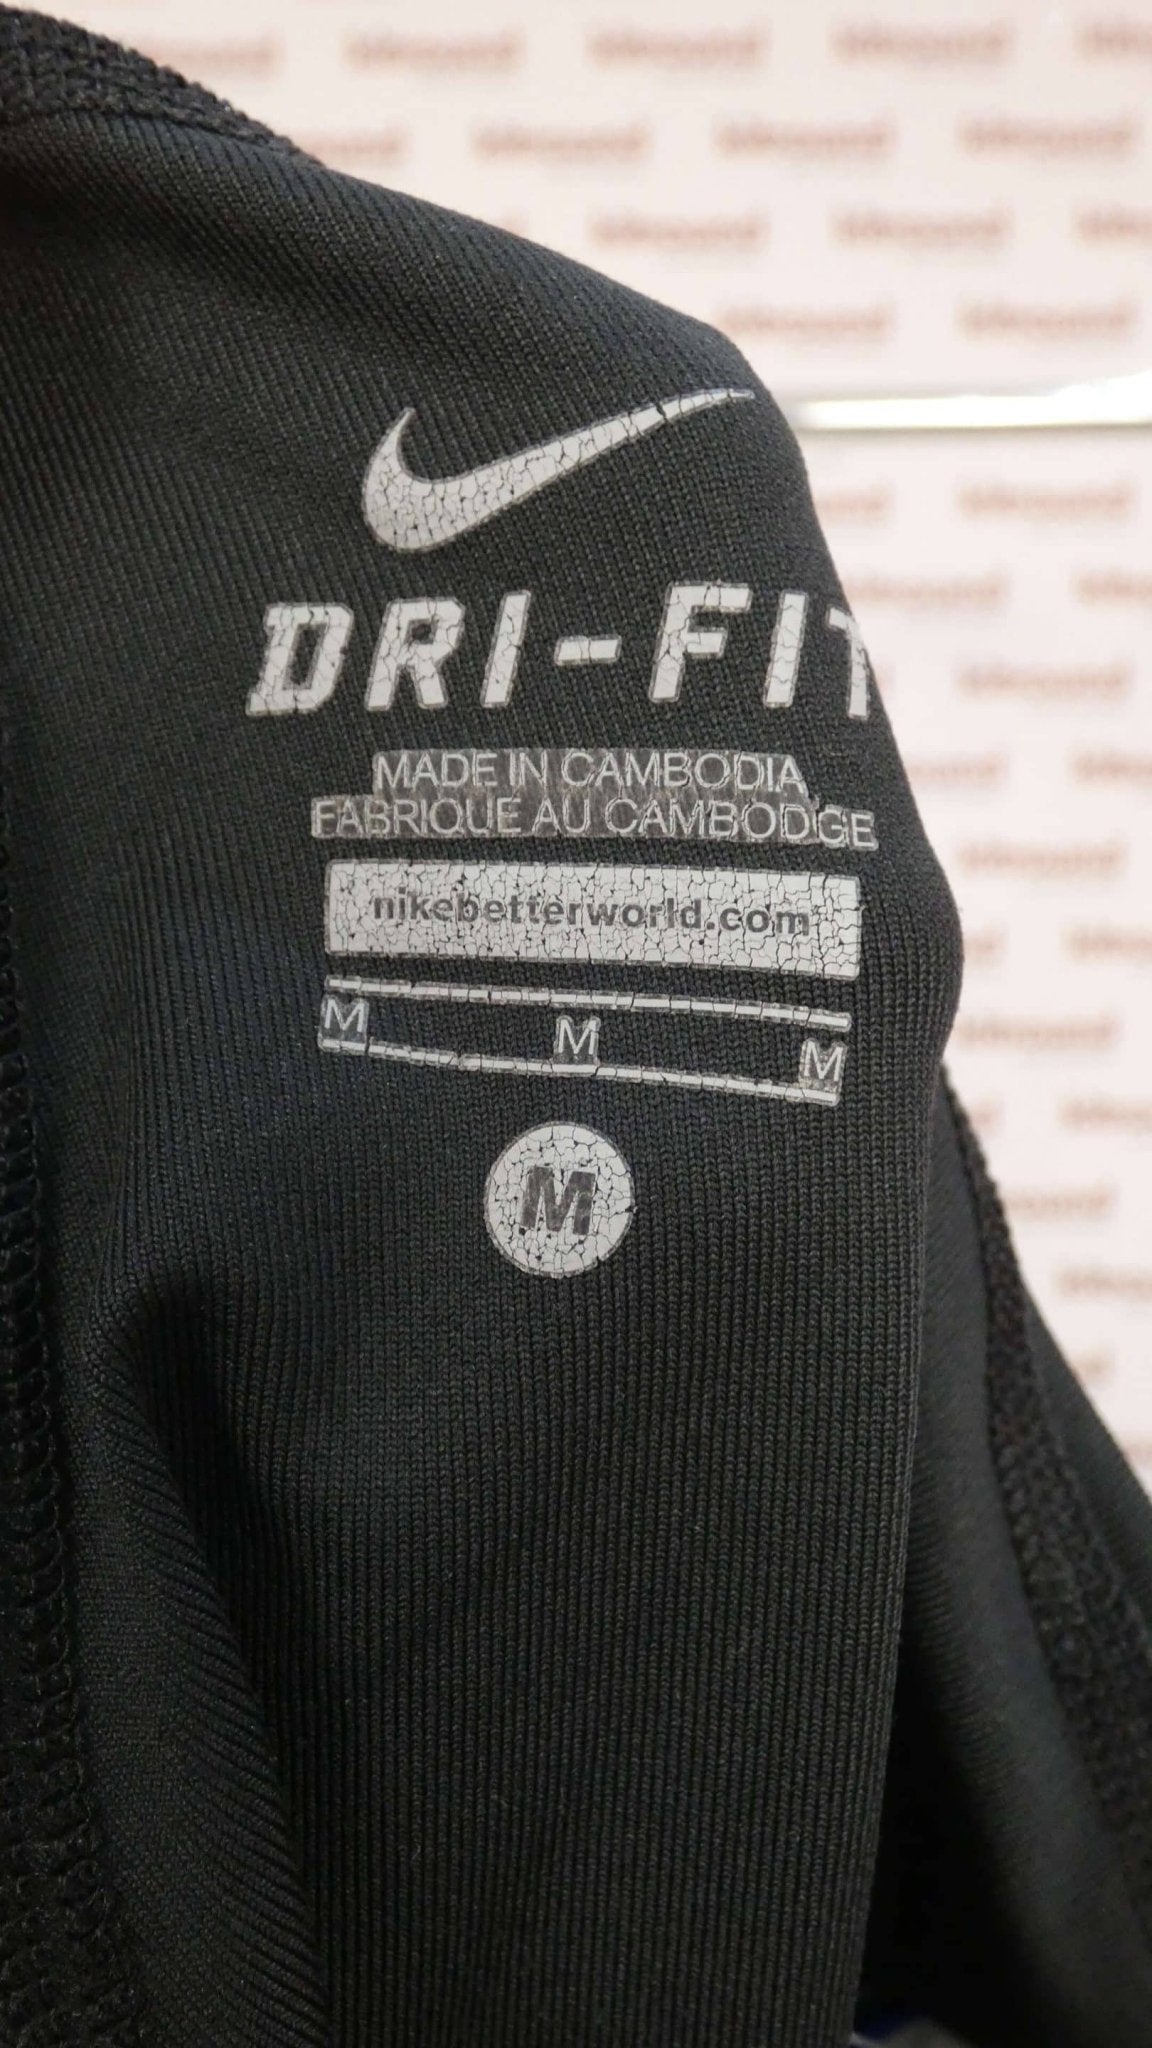 DRI-FIT
MADE IN CAMBODIA
FABRIQUE AU CAMBODGE
nikebetterworld.com
M M M
M